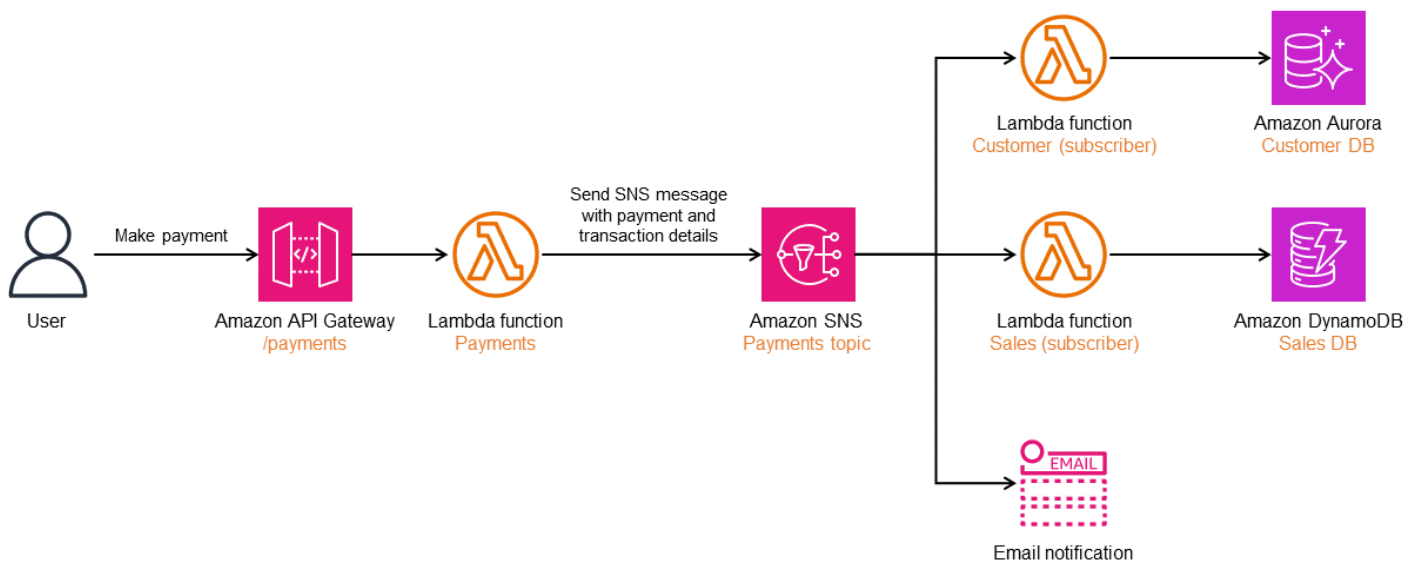 Lambda function
Customer (subscriber)
Amazon Aurora
Customer DB
Make payment
Send SNS message
with payment and
transaction details
User
Amazon API Gateway
/payments
Lambda function
Payments
Amazon SNS
Payments topic
Lambda function
Sales (subscriber)
Amazon DynamoDB
Sales DB
</>
EMAIL
Email notification